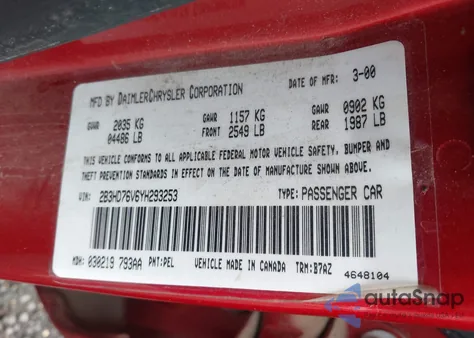 MFD BY DAIMLERCHRYSLER CORPORATION DATE OF MFR 3-00
GVWR 2035 KG GAWR 1157 KG GAWR 0902 KG
04486 LB FRONT 2549 LB REAR 1987 LB
THIS VEHICLE CONFORMS TO ALL APPLICABLE FEDERAL MOTOR VEHICLE SAFETY, BUMPER AND
THEFT PREVENTION STANDARDS IN EFFECT ON THE DATE OF MANUFACTURE SHOWN ABOVE.
VIN: 2B3HD76V6YH293253 TYPE: PASSENGER CAR
MDH: 030219 793AA PNT:PEL VEHICLE MADE IN CANADA TRM:B7AZ
4648104
autoSnap